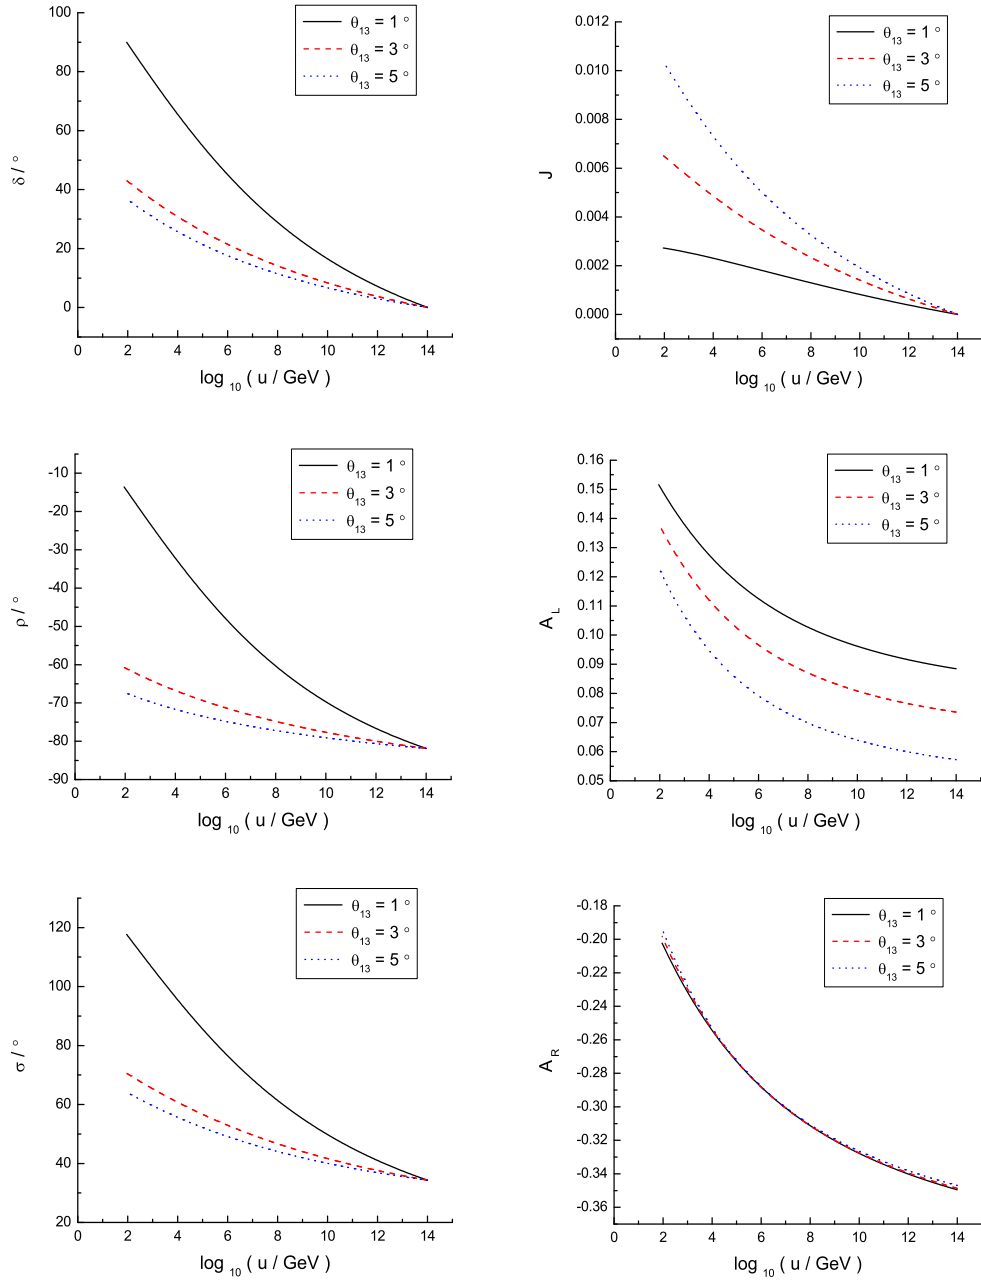 100
80
60
40
20
0
0 2 4 6 8 10 12 14
δ / °
log 10 ( u / GeV )
θ13 = 1 °
θ13 = 3 °
θ13 = 5 °
0.012
0.010
0.008
0.006
0.004
0.002
0.000
0 2 4 6 8 10 12 14
J
log 10 ( u / GeV )
θ13 = 1 °
θ13 = 3 °
θ13 = 5 °
-10
-20
-30
-40
-50
-60
-70
-80
-90
0 2 4 6 8 10 12 14
ρ / °
log 10 ( u / GeV )
θ13 = 1 °
θ13 = 3 °
θ13 = 5 °
0.16
0.15
0.14
0.13
0.12
0.11
0.10
0.09
0.08
0.07
0.06
0.05
0 2 4 6 8 10 12 14
A L
log 10 ( u / GeV )
θ13 = 1 °
θ13 = 3 °
θ13 = 5 °
120
100
80
60
40
20
0 2 4 6 8 10 12 14
σ / °
log 10 ( u / GeV )
θ13 = 1 °
θ13 = 3 °
θ13 = 5 °
-0.18
-0.20
-0.22
-0.24
-0.26
-0.28
-0.30
-0.32
-0.34
-0.36
0 2 4 6 8 10 12 14
A R
log 10 ( u / GeV )
θ13 = 1 °
θ13 = 3 °
θ13 = 5 °